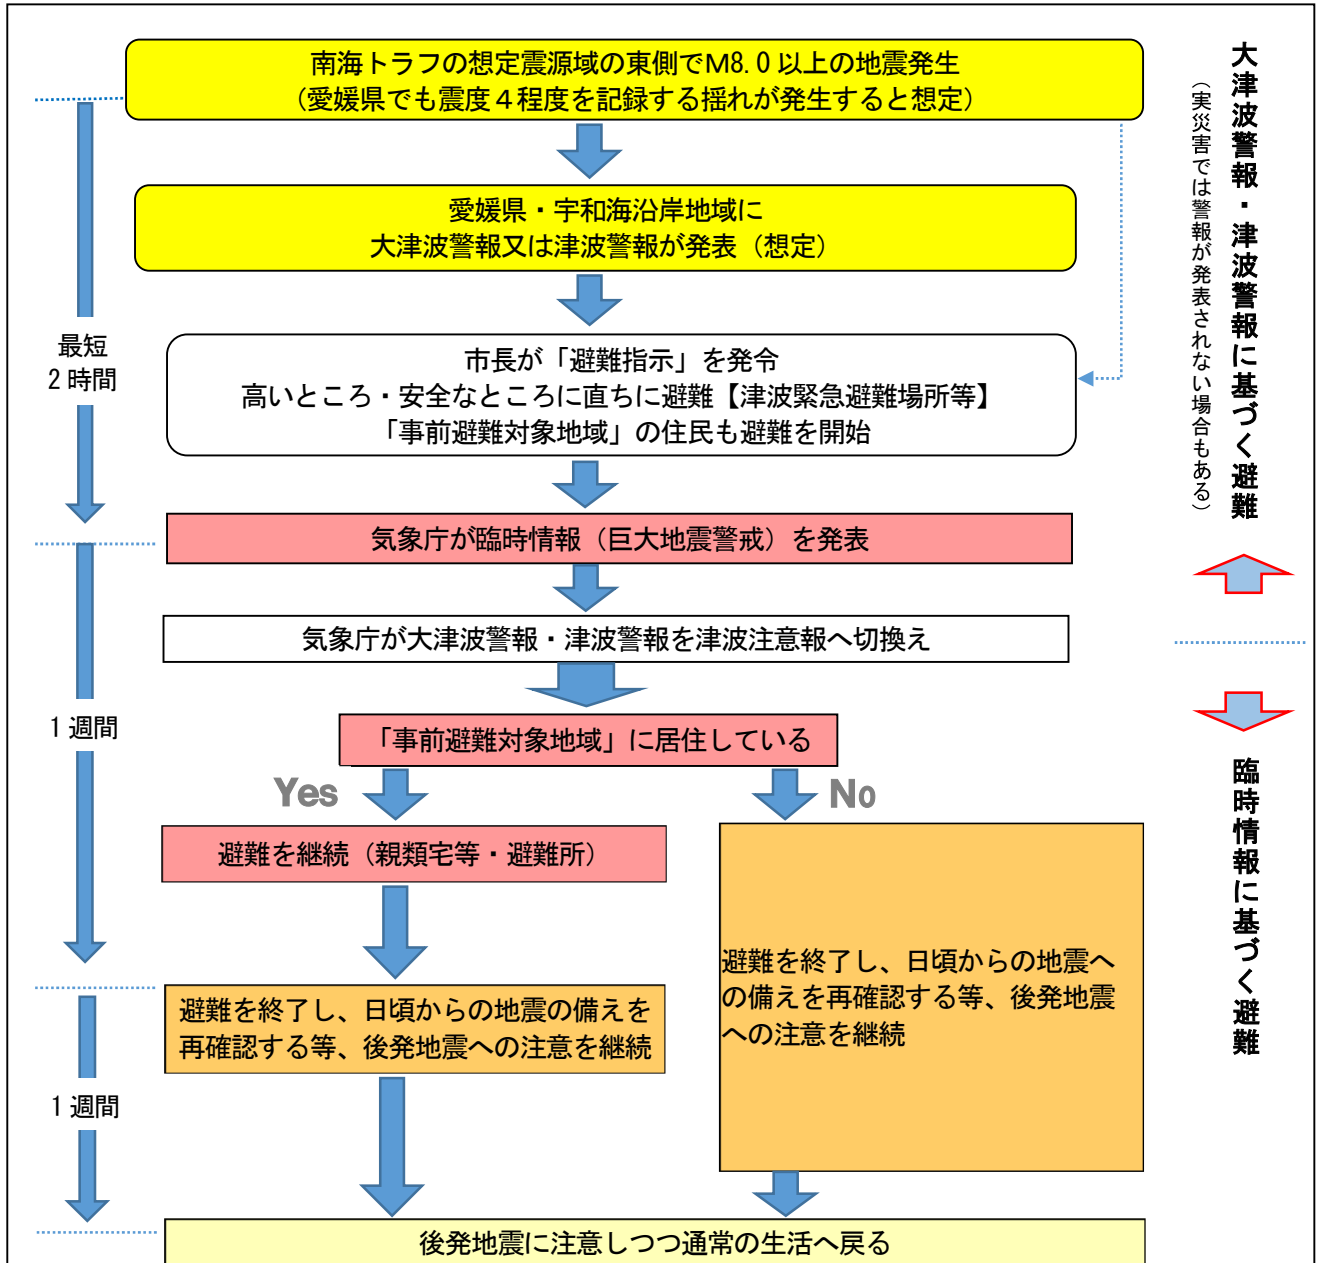 南海トラフの想定震源域の東側でM8.0以上の地震発生
（愛媛県でも震度４程度を記録する揺れが発生すると想定）
愛媛県・宇和海沿岸地域に
大津波警報又は津波警報が発表（想定）
最短
2時間
市長が「避難指示」を発令
高いところ・安全なところに直ちに避難【津波緊急避難場所等】
「事前避難対象地域」の住民も避難を開始
大津波警報・津波警報に基づく避難
（実災害では警報が発表されない場合もある）
気象庁が臨時情報（巨大地震警戒）を発表
気象庁が大津波警報・津波警報を津波注意報へ切換え
1週間
「事前避難対象地域」に居住している
Yes
No
避難を継続（親類宅等・避難所）
避難を終了し、日頃からの地震の備えを
再確認する等、後発地震への注意を継続
避難を終了し、日頃からの地震へ
の備えを再確認する等、後発地震
への注意を継続
臨時情報に基づく避難
1週間
後発地震に注意しつつ通常の生活へ戻る